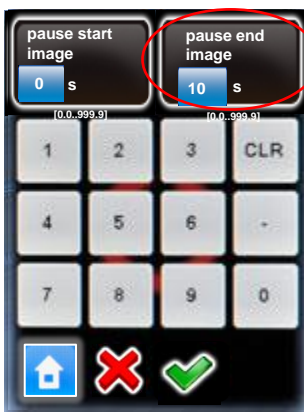 pause start
image
0 s
[0.0..999.9]
pause end
image
10 s
[0.0..999.9]
1 2 3 CLR
4 5 6 -
7 8 9 0